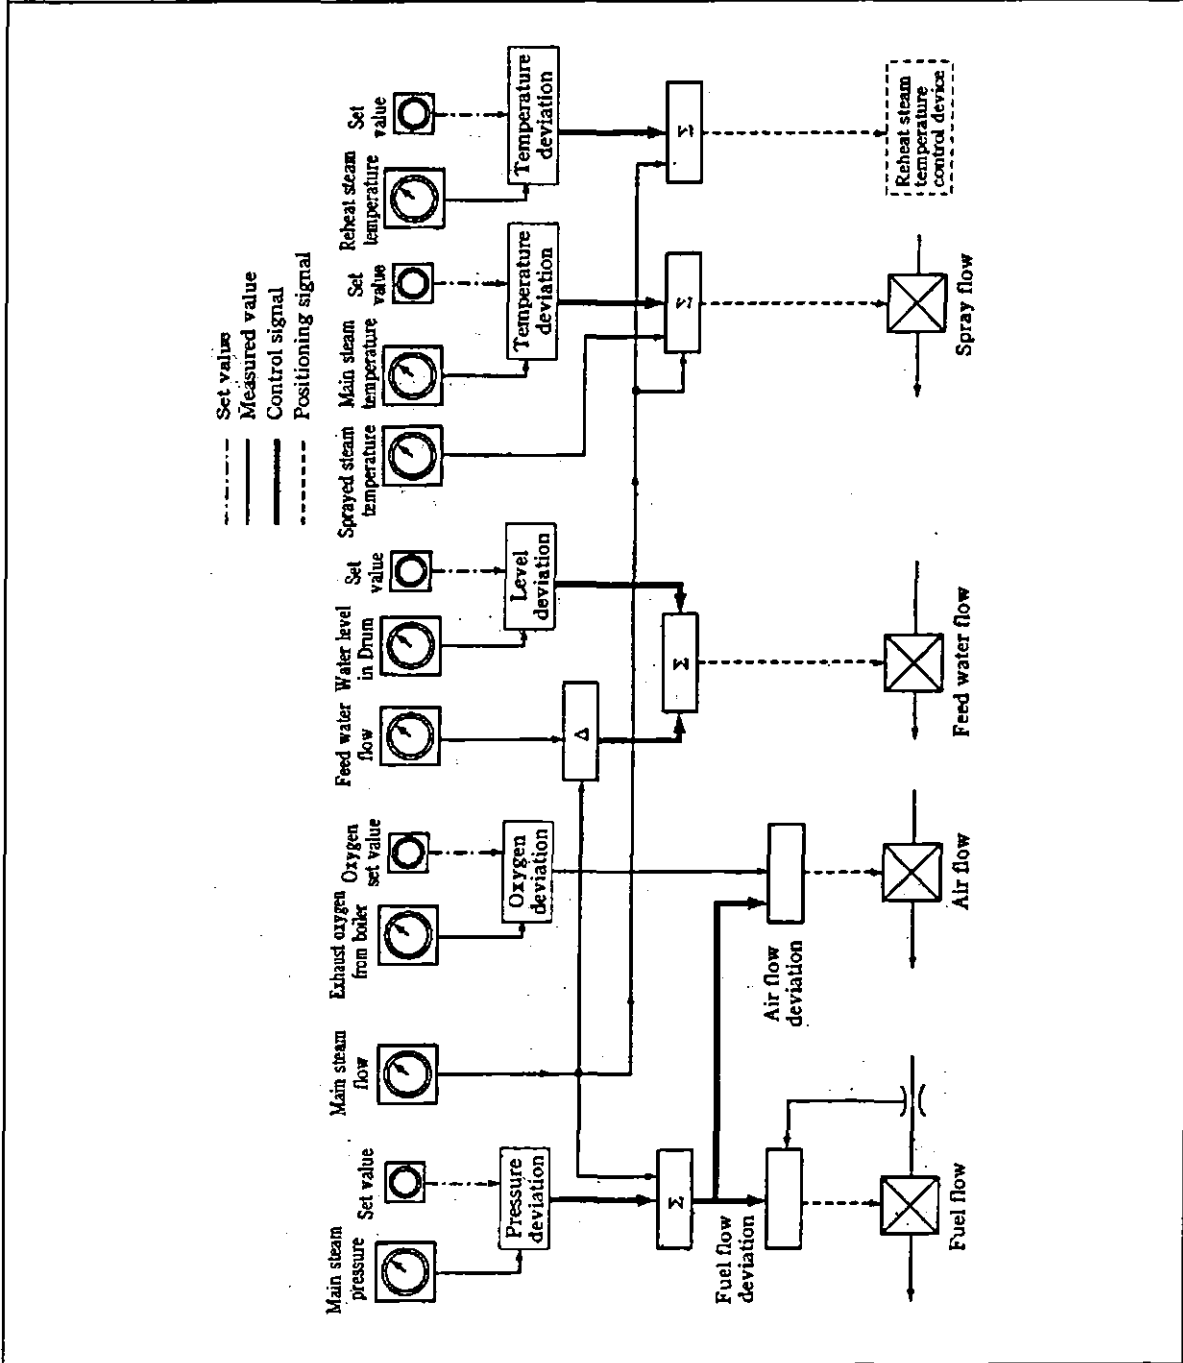 Set value
Measured value
Control signal
Positioning signal
Main steam
pressure
Set value
Main steam
flow
Exhaust oxygen
from boiler
Oxygen
set value
Feed water
flow
Water level
in Drum
Set
value
Sprayed steam
temperature
Main steam
temperature
Set
value
Reheat steam
temperature
Set
value
Pressure
deviation
Oxygen
deviation
Level
deviation
Temperature
deviation
Temperature
deviation
Δ
Σ
Σ
Σ
Σ
Fuel flow
deviation
Air flow
deviation
Fuel flow
Air flow
Feed water flow
Spray flow
Reheat steam
temperature
control device